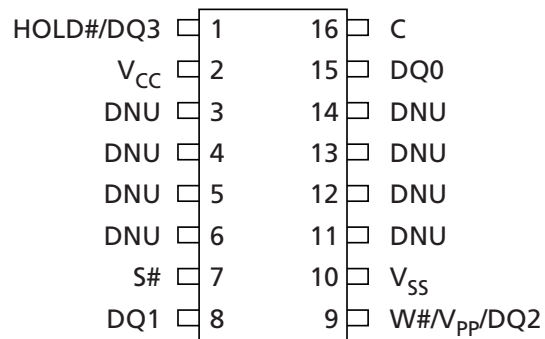 HOLD#/DQ3 1 16 C
VCC 2 15 DQ0
DNU 3 14 DNU
DNU 4 13 DNU
DNU 5 12 DNU
DNU 6 11 DNU
S# 7 10 VSS
DQ1 8 9 W#/VPP/DQ2